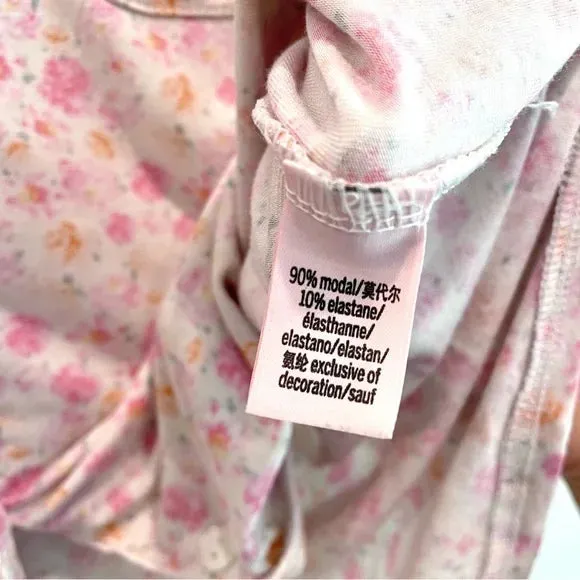 90% modal/莫代尔
10% elastane/
élasthanne/
elastano/elastan/
氨纶 exclusive of
decoration/sauf